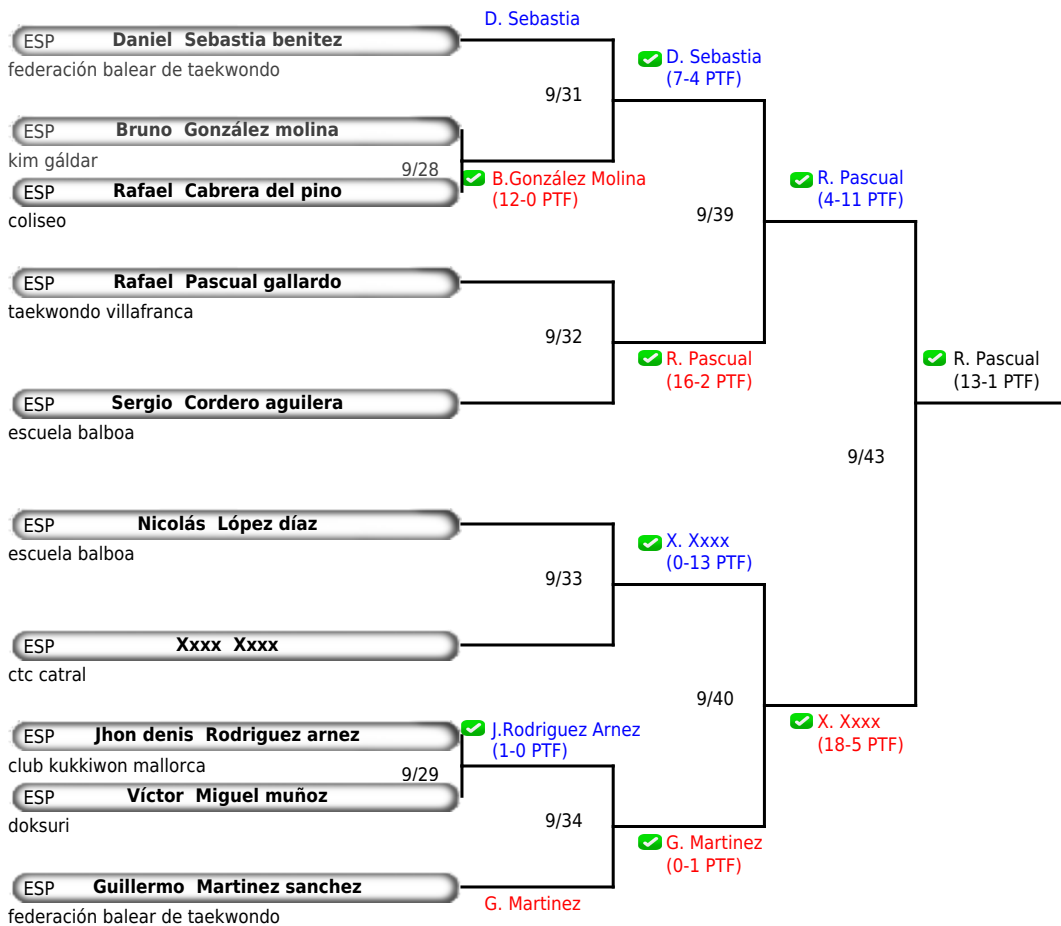 D. Sebastia
ESP Daniel Sebastia benitez
federación balear de taekwondo
D. Sebastia
(7-4 PTF)
9/31
ESP Bruno González molina
kim gáldar
9/28
B.González Molina
(12-0 PTF)
ESP Rafael Cabrera del pino
coliseo
R. Pascual
(4-11 PTF)
9/39
ESP Rafael Pascual gallardo
taekwondo villafranca
9/32
R. Pascual
(16-2 PTF)
R. Pascual
(13-1 PTF)
ESP Sergio Cordero aguilera
escuela balboa
9/43
ESP Nicolás López díaz
escuela balboa
X. Xxxx
(0-13 PTF)
9/33
ESP Xxxx Xxxx
ctc catral
9/40
X. Xxxx
(18-5 PTF)
ESP Jhon denis Rodriguez arnez
club kukkiwon mallorca
J.Rodriguez Arnez
(1-0 PTF)
9/29
ESP Víctor Miguel muñoz
doksuri
9/34
G. Martinez
(0-1 PTF)
ESP Guillermo Martinez sanchez
federación balear de taekwondo
G. Martinez